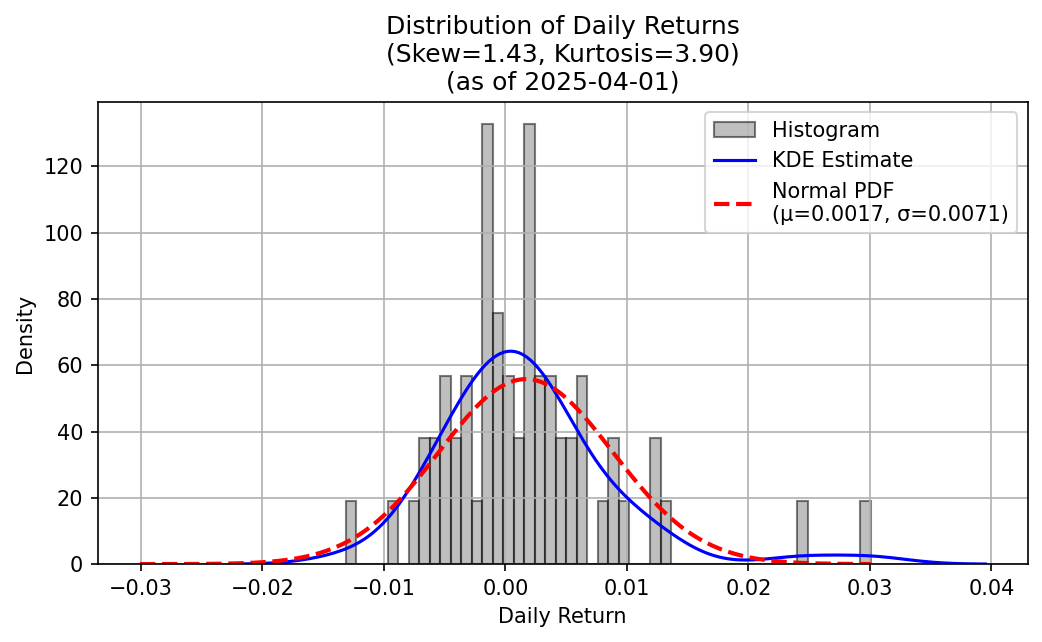 Distribution of Daily Returns
(Skew=1.43, Kurtosis=3.90)
(as of 2025-04-01)
Histogram
KDE Estimate
Normal PDF
(μ=0.0017, σ=0.0071)
Density
120
100
80
60
40
20
0
−0.03 −0.02 −0.01 0.00 0.01 0.02 0.03 0.04
Daily Return